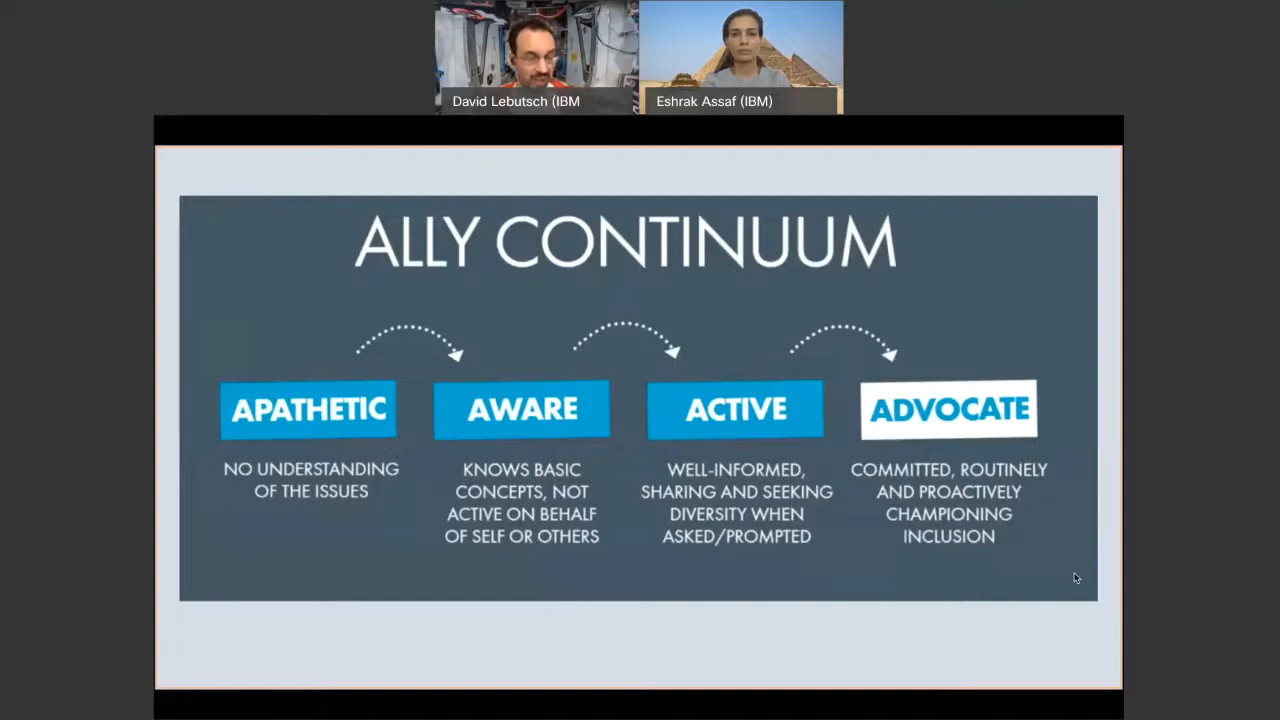 David Lebutsch (IBM
Eshrak Assaf (IBM)
ALLY CONTINUUM
APATHETIC
NO UNDERSTANDING
OF THE ISSUES
AWARE
KNOWS BASIC
CONCEPTS, NOT
ACTIVE ON BEHALF
OF SELF OR OTHERS
ACTIVE
WELL-INFORMED,
SHARING AND SEEKING
DIVERSITY WHEN
ASKED/PROMPTED
ADVOCATE
COMMITTED, ROUTINELY
AND PROACTIVELY
CHAMPIONING
INCLUSION